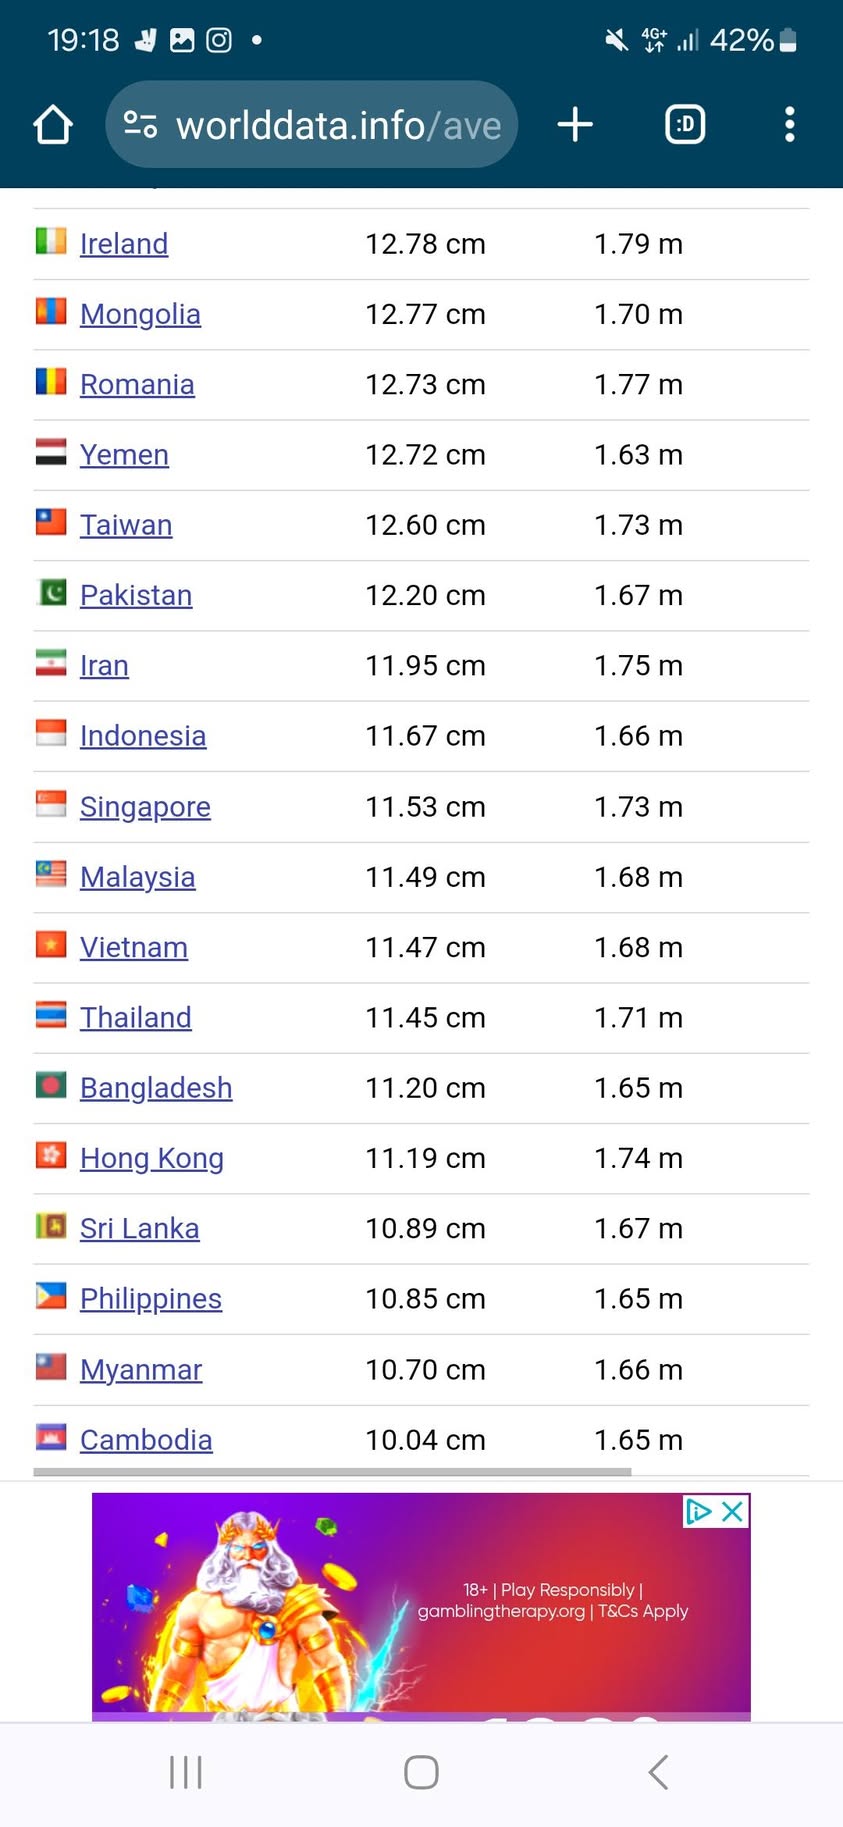 19:18 4G+ 42%
worlddata.info/ave :D
Ireland 12.78 cm 1.79 m
Mongolia 12.77 cm 1.70 m
Romania 12.73 cm 1.77 m
Yemen 12.72 cm 1.63 m
Taiwan 12.60 cm 1.73 m
Pakistan 12.20 cm 1.67 m
Iran 11.95 cm 1.75 m
Indonesia 11.67 cm 1.66 m
Singapore 11.53 cm 1.73 m
Malaysia 11.49 cm 1.68 m
Vietnam 11.47 cm 1.68 m
Thailand 11.45 cm 1.71 m
Bangladesh 11.20 cm 1.65 m
Hong Kong 11.19 cm 1.74 m
Sri Lanka 10.89 cm 1.67 m
Philippines 10.85 cm 1.65 m
Myanmar 10.70 cm 1.66 m
Cambodia 10.04 cm 1.65 m
18+ | Play Responsibly |
gamblingtherapy.org | T&Cs Apply